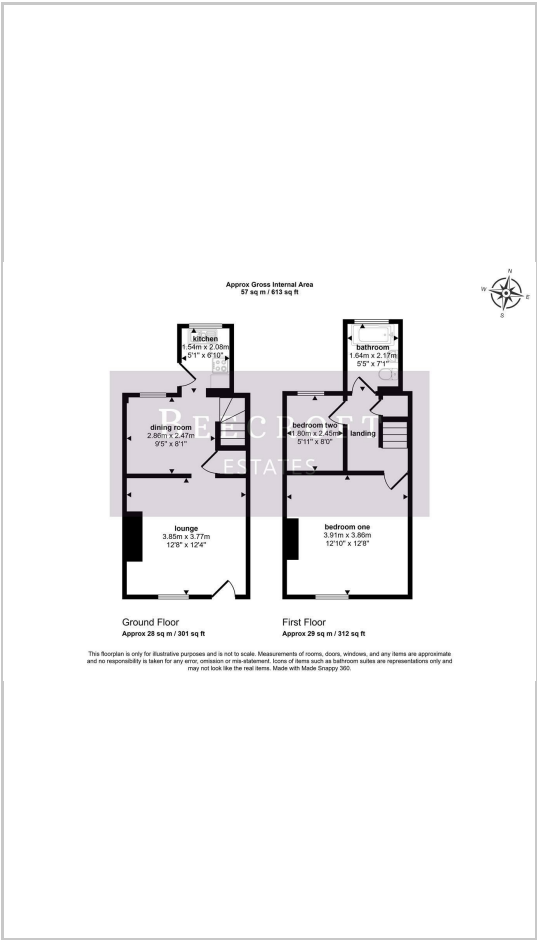 Approx Gross Internal Area
57 sq m / 613 sq ft
N
W
E
S
kitchen
1.54m x 2.08m
5'1" x 6'10"
bathroom
1.64m x 2.17m
5'5" x 7'1"
BEECROFT
ESTATES
dining room
2.86m x 2.47m
9'5" x 8'1"
bedroom two
1.80m x 2.45m
5'11" x 8'0"
landing
lounge
3.85m x 3.77m
12'8" x 12'4"
bedroom one
3.91m x 3.86m
12'10" x 12'8"
Ground Floor
Approx 28 sq m / 301 sq ft
First Floor
Approx 29 sq m / 312 sq ft
This floorplan is only for illustrative purposes and is not to scale. Measurements of rooms, doors, windows, and any items are approximate
and no responsibility is taken for any error, omission or mis-statement. Icons of items such as bathroom suites are representations only and
may not look like the real items. Made with Made Snappy 360.